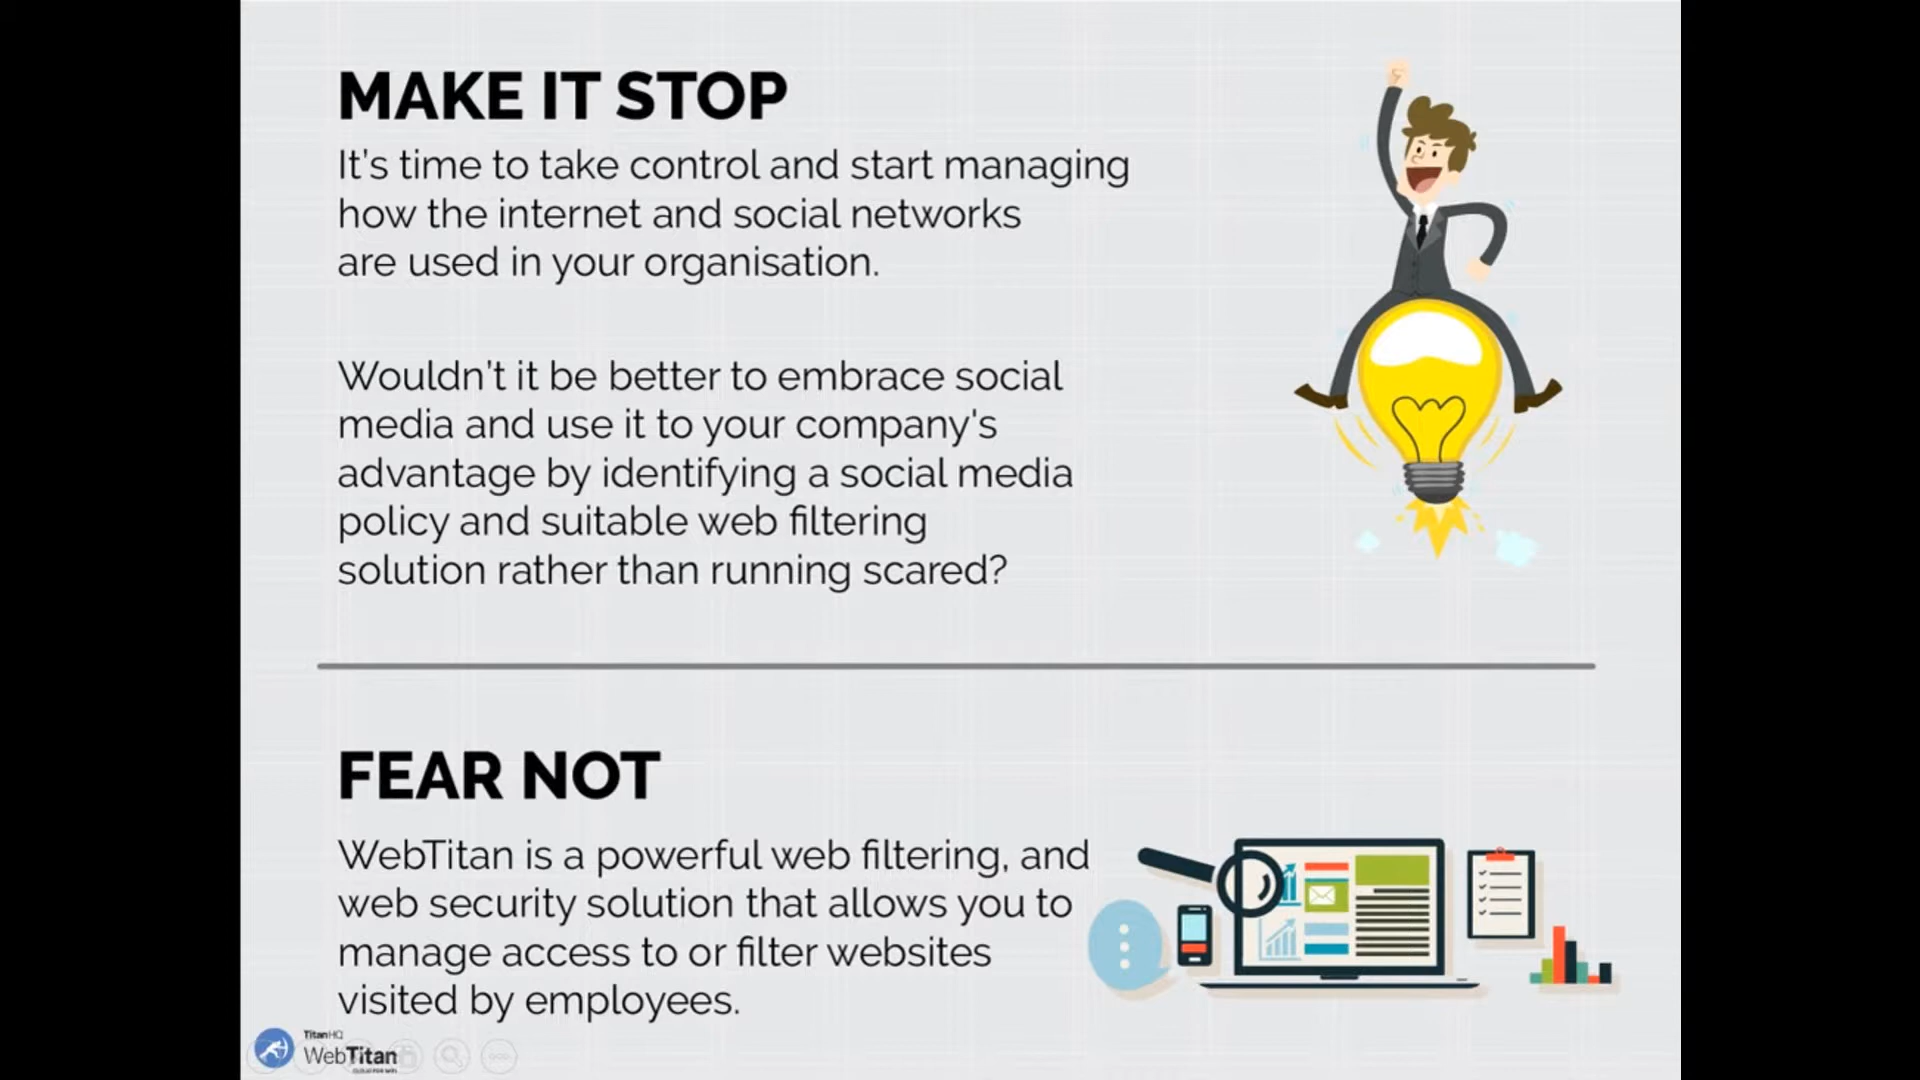 MAKE IT STOP
It's time to take control and start managing
how the internet and social networks
are used in your organisation.
Wouldn't it be better to embrace social
media and use it to your company's
advantage by identifying a social media
policy and suitable web filtering
solution rather than running scared?
FEAR NOT
WebTitan is a powerful web filtering, and
web security solution that allows you to
manage access to or filter websites
visited by employees.
TitanHQ
WebTitan
CLOUD FOR WIFI